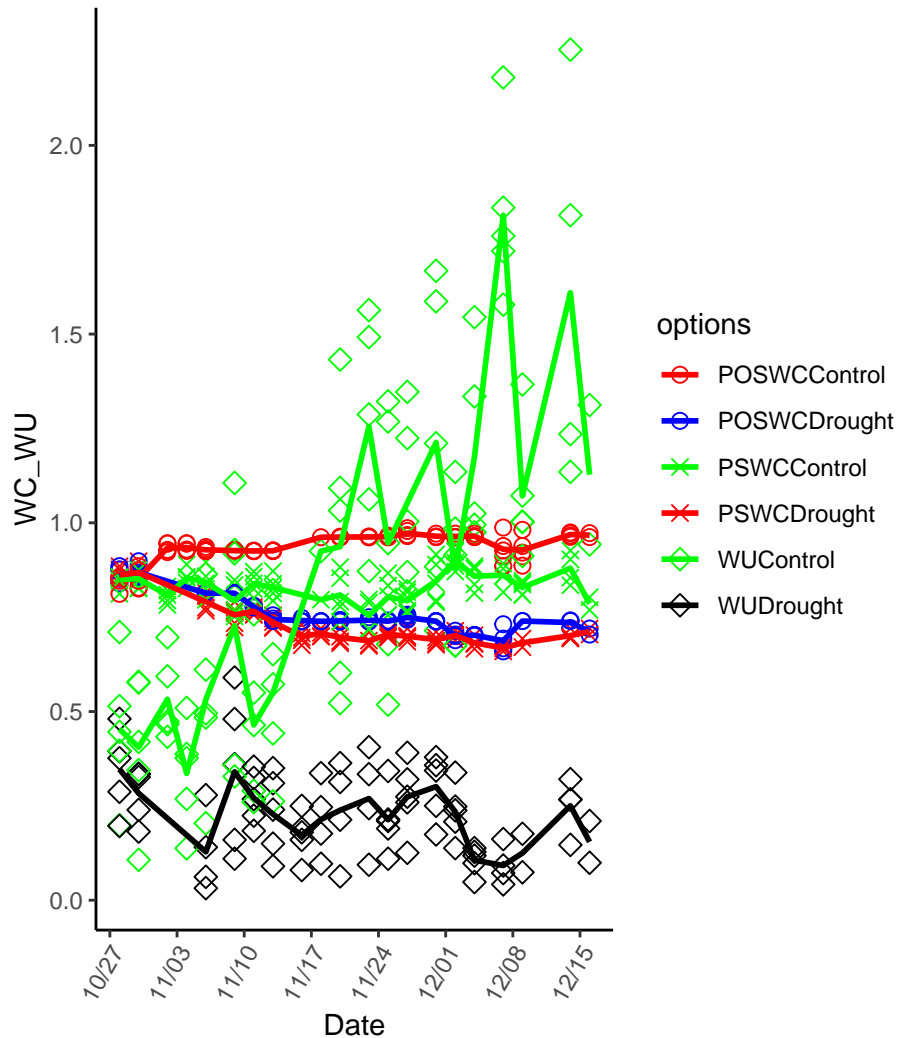 WC_WU
2.0
1.5
1.0
0.5
0.0
10/27
11/03
11/10
11/17
11/24
12/01
12/08
12/15
Date
options
POSWCControl
POSWCDrought
PSWCControl
PSWCDrought
WUControl
WUDrought